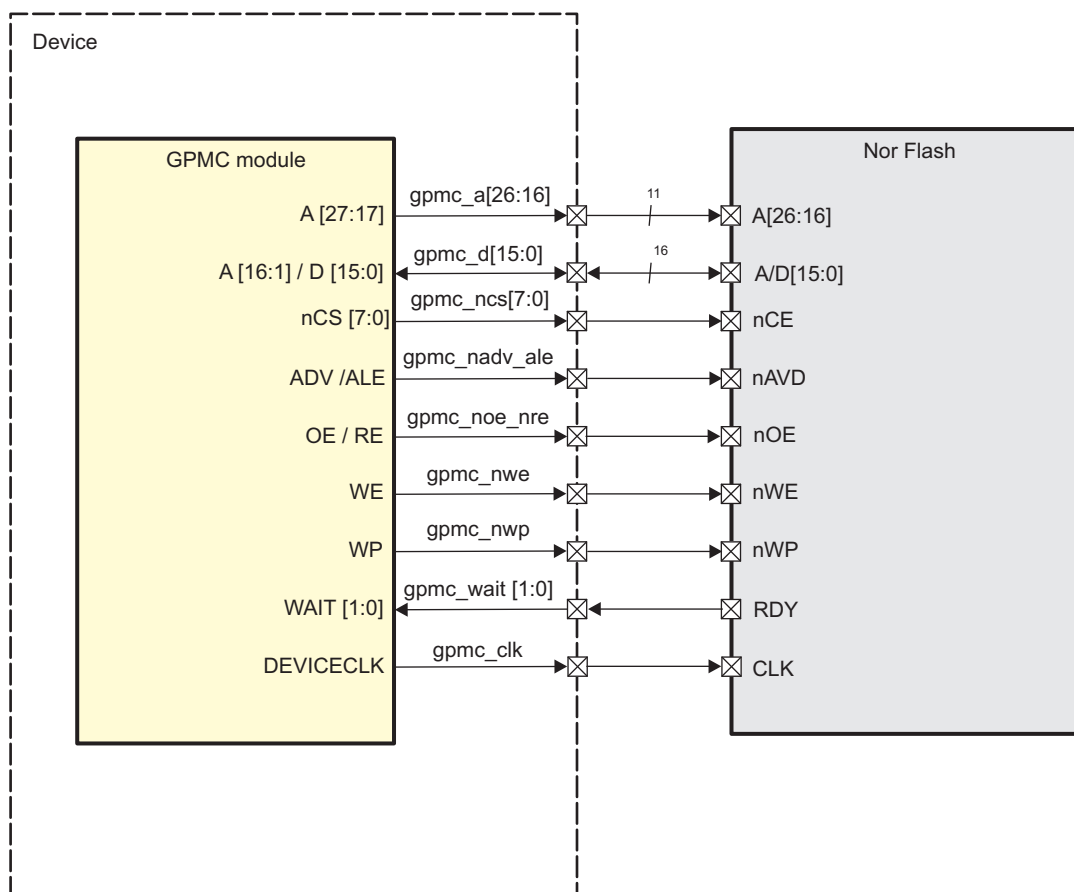 Device
GPMC module
Nor Flash
A [27:17] gpmc_a[26:16] 11 A[26:16]
A [16:1] / D [15:0] gpmc_d[15:0] 16 A/D[15:0]
nCS [7:0] gpmc_ncs[7:0] nCE
ADV /ALE gpmc_nadv_ale nAVD
OE / RE gpmc_noe_nre nOE
WE gpmc_nwe nWE
WP gpmc_nwp nWP
WAIT [1:0] gpmc_wait [1:0] RDY
DEVICECLK gpmc_clk CLK